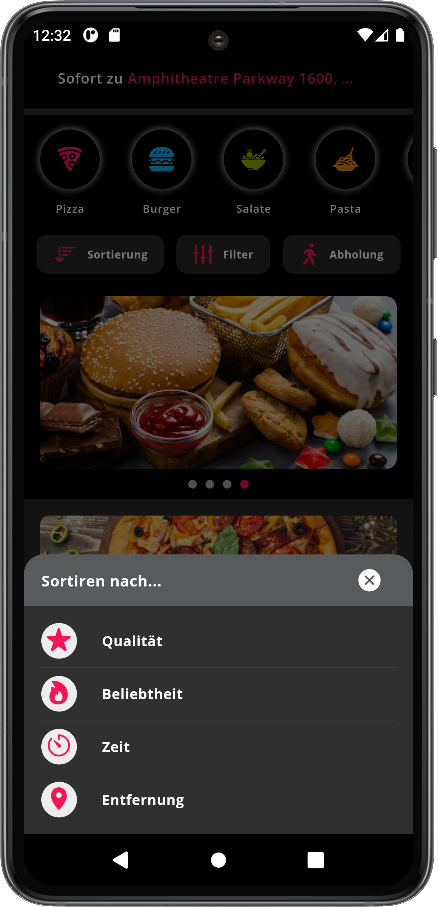 12:32
Sofort zu Amphitheatre Parkway 1600, ...
Pizza
Burger
Salate
Pasta
Sortierung
Filter
Abholung
Sortiren nach...
Qualität
Beliebtheit
Zeit
Entfernung